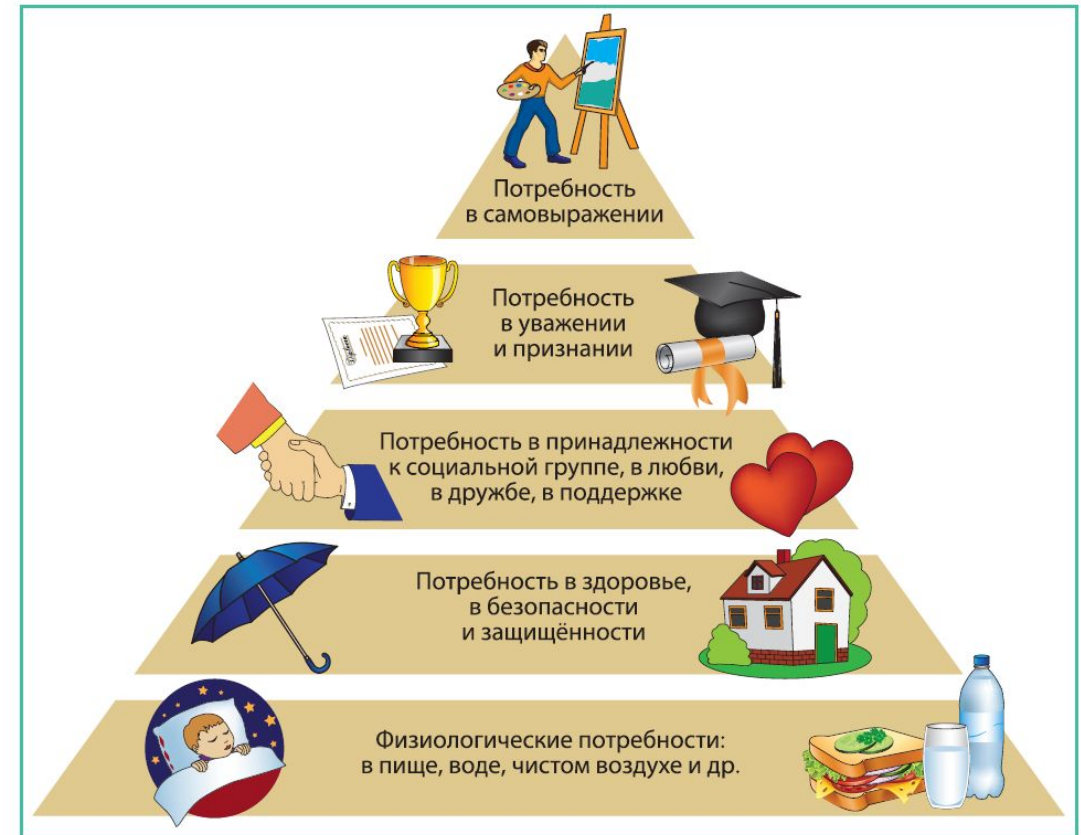 Потребность
в самовыражении
Потребность
в уважении
и признании
Diploma
Потребность в принадлежности
к социальной группе, в любви,
в дружбе, в поддержке
Потребность в здоровье,
в безопасности
и защищённости
Физиологические потребности:
в пище, воде, чистом воздухе и др.